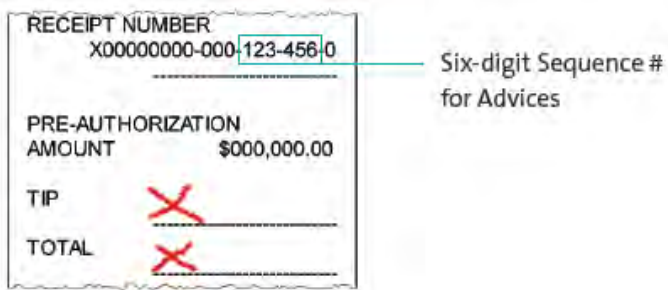 RECEIPT NUMBER
X00000000-000-123-456-0
Six-digit Sequence #
for Advices
PRE-AUTHORIZATION
AMOUNT $000,000.00
TIP
TOTAL